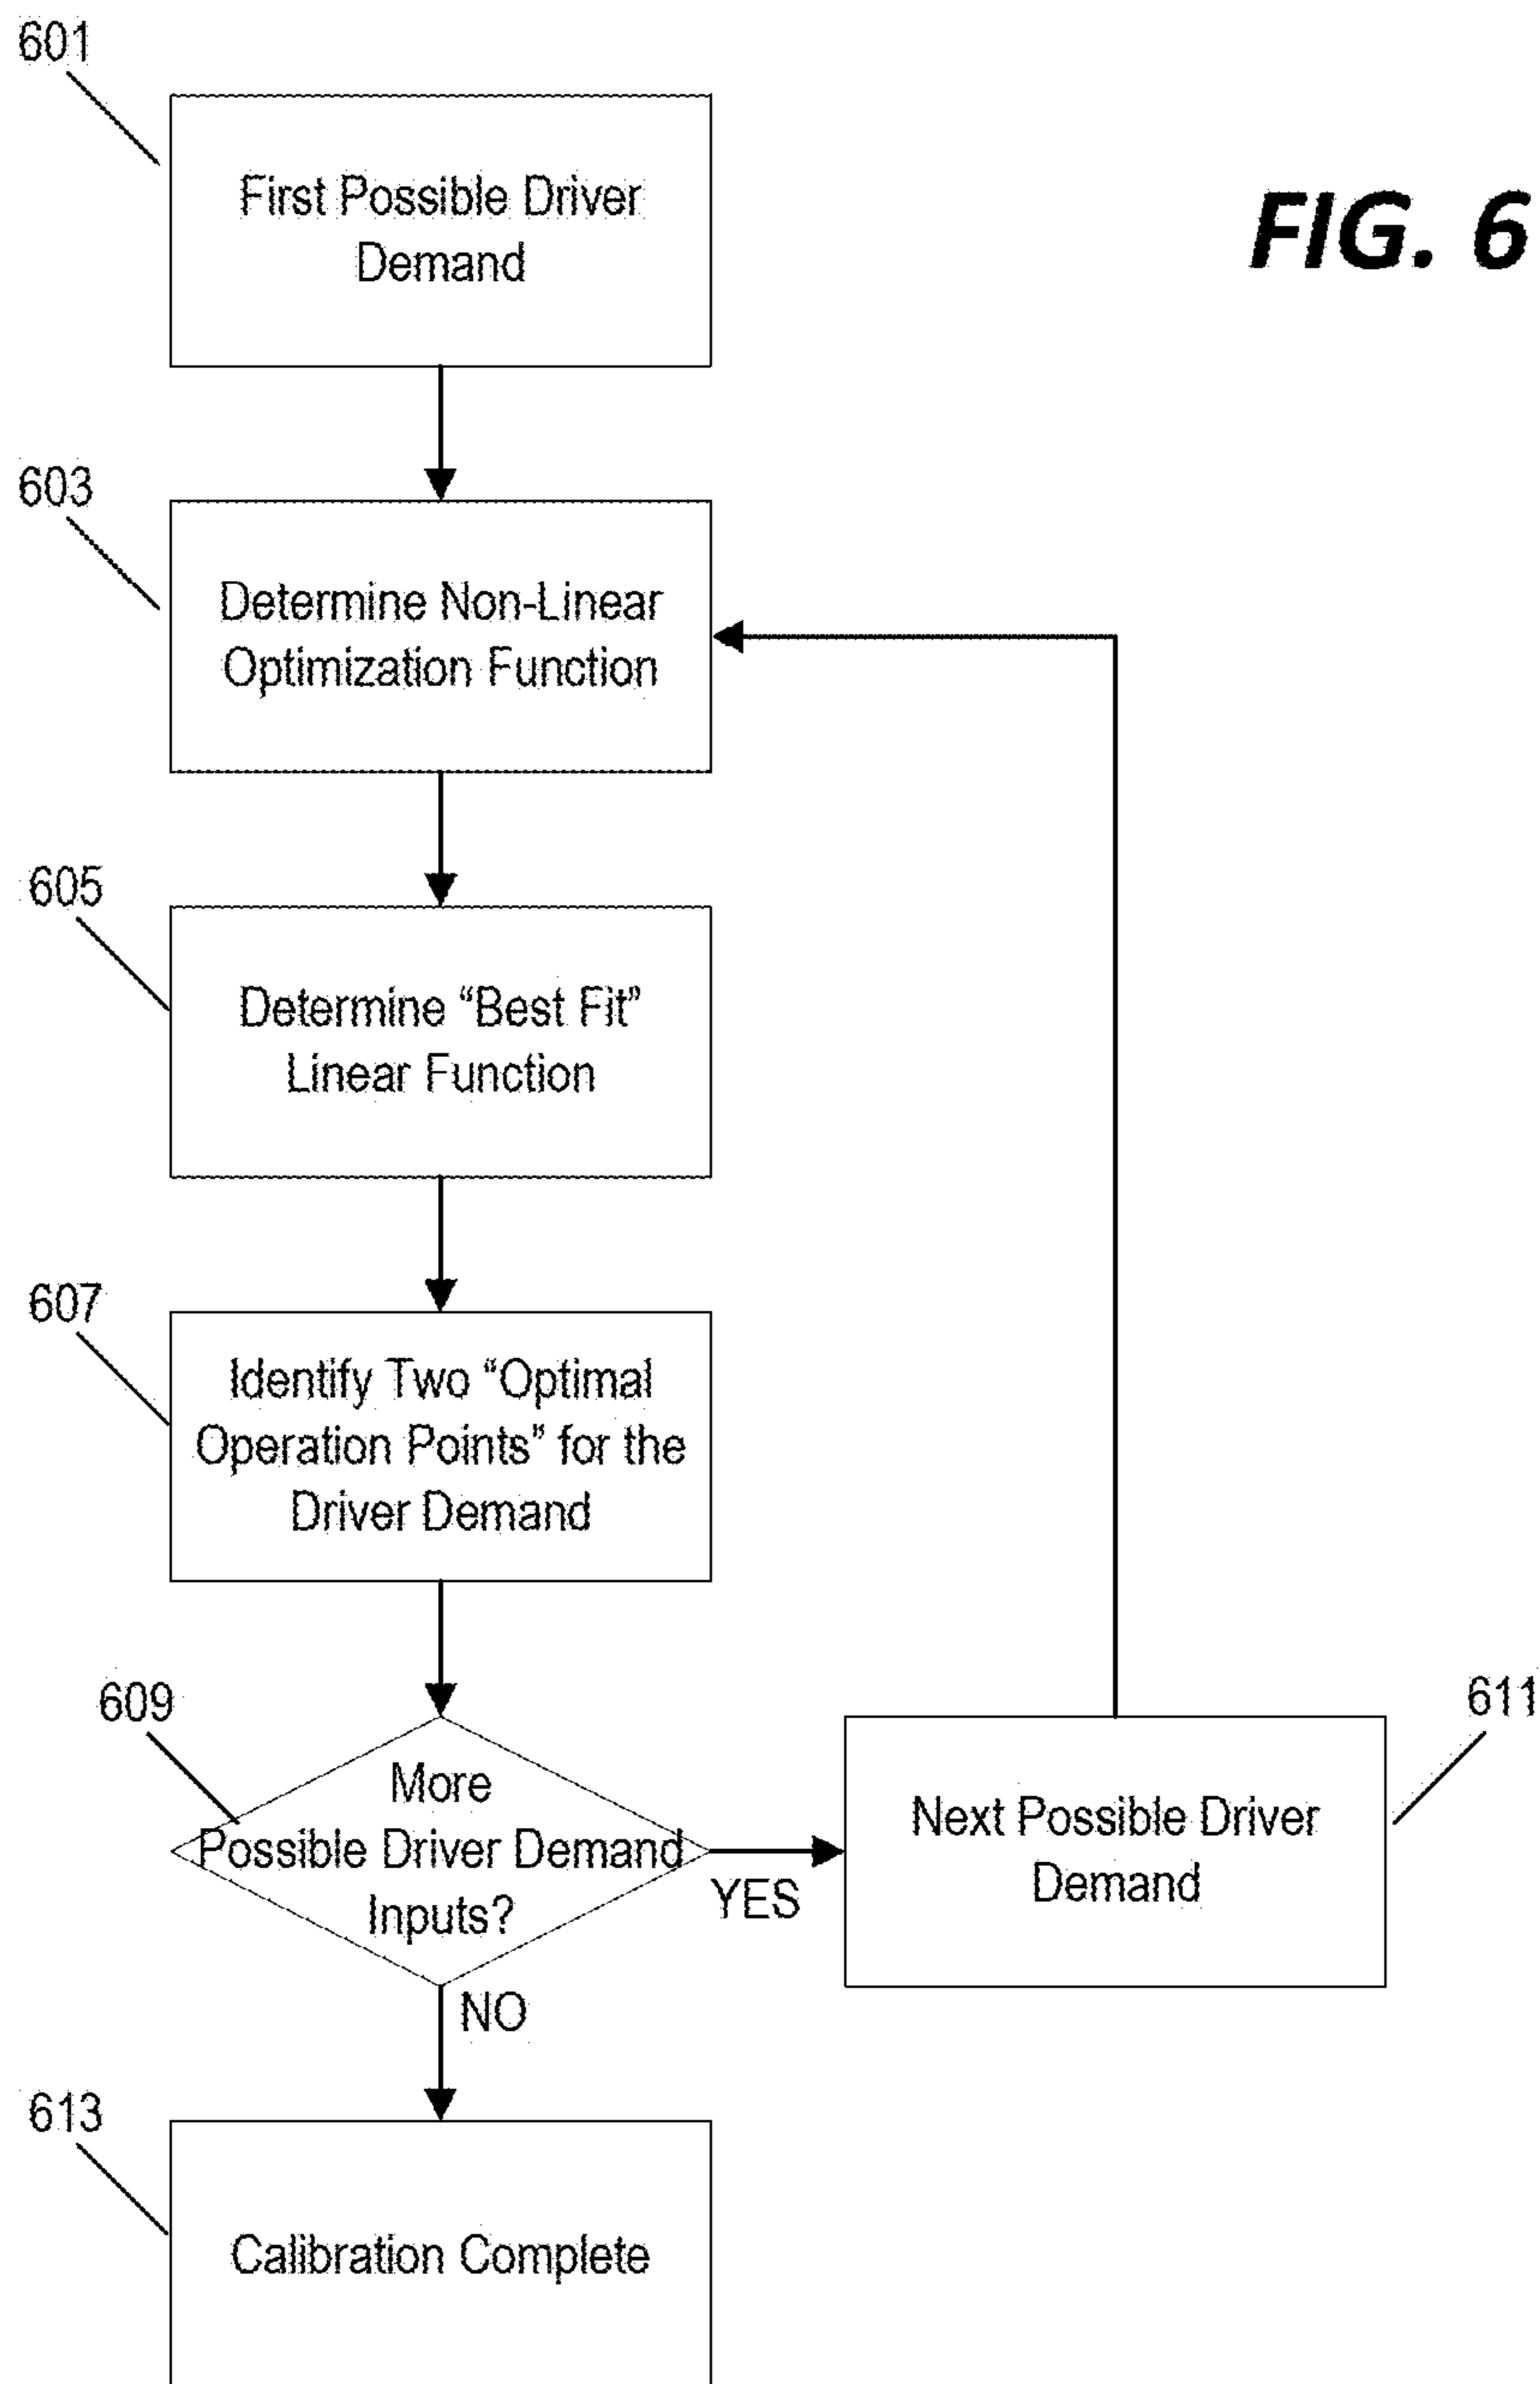 601
First Possible Driver
Demand
FIG. 6
603
Determine Non-Linear
Optimization Function
605
Determine “Best Fit”
Linear Function
607
Identify Two “Optimal
Operation Points” for the
Driver Demand
609
More
Possible Driver Demand
Inputs?
YES
611
Next Possible Driver
Demand
NO
613
Calibration Complete